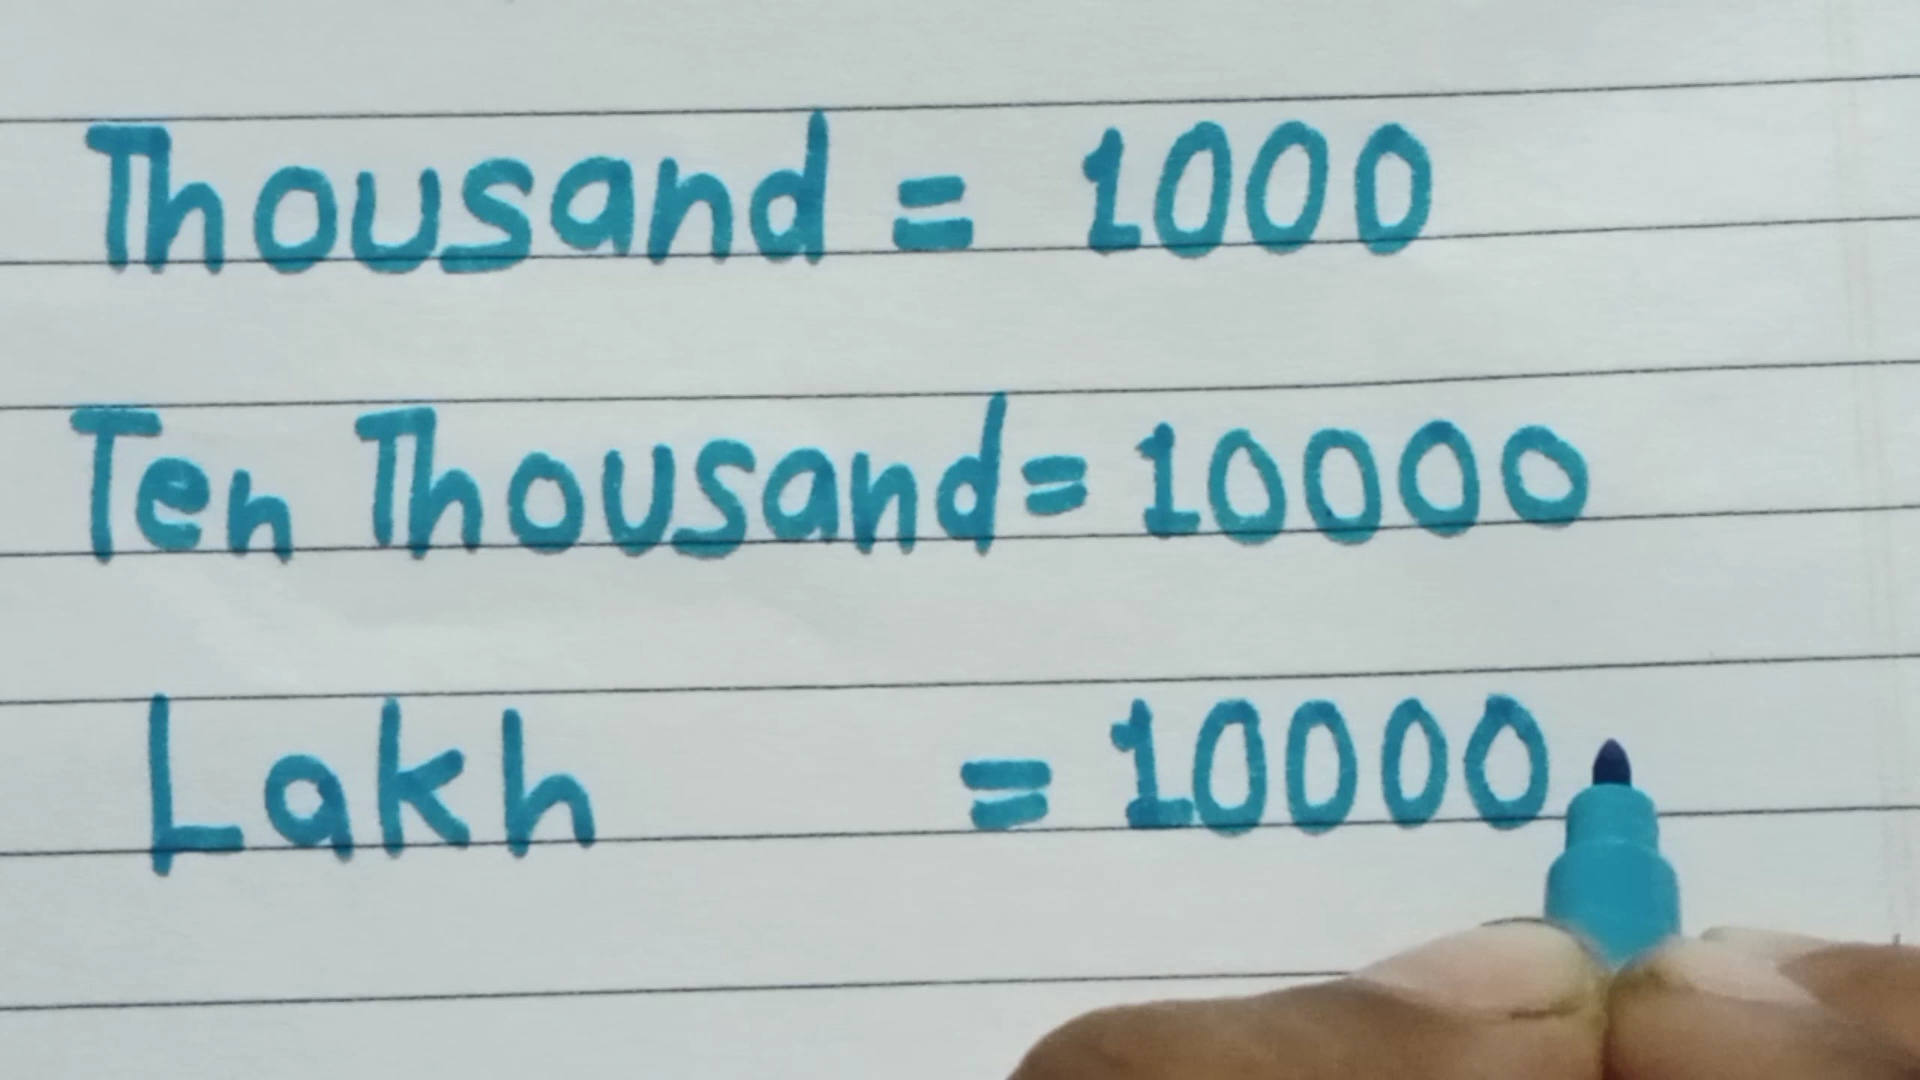 Thousand = 1000
Ten Thousand = 10000
Lakh = 10000